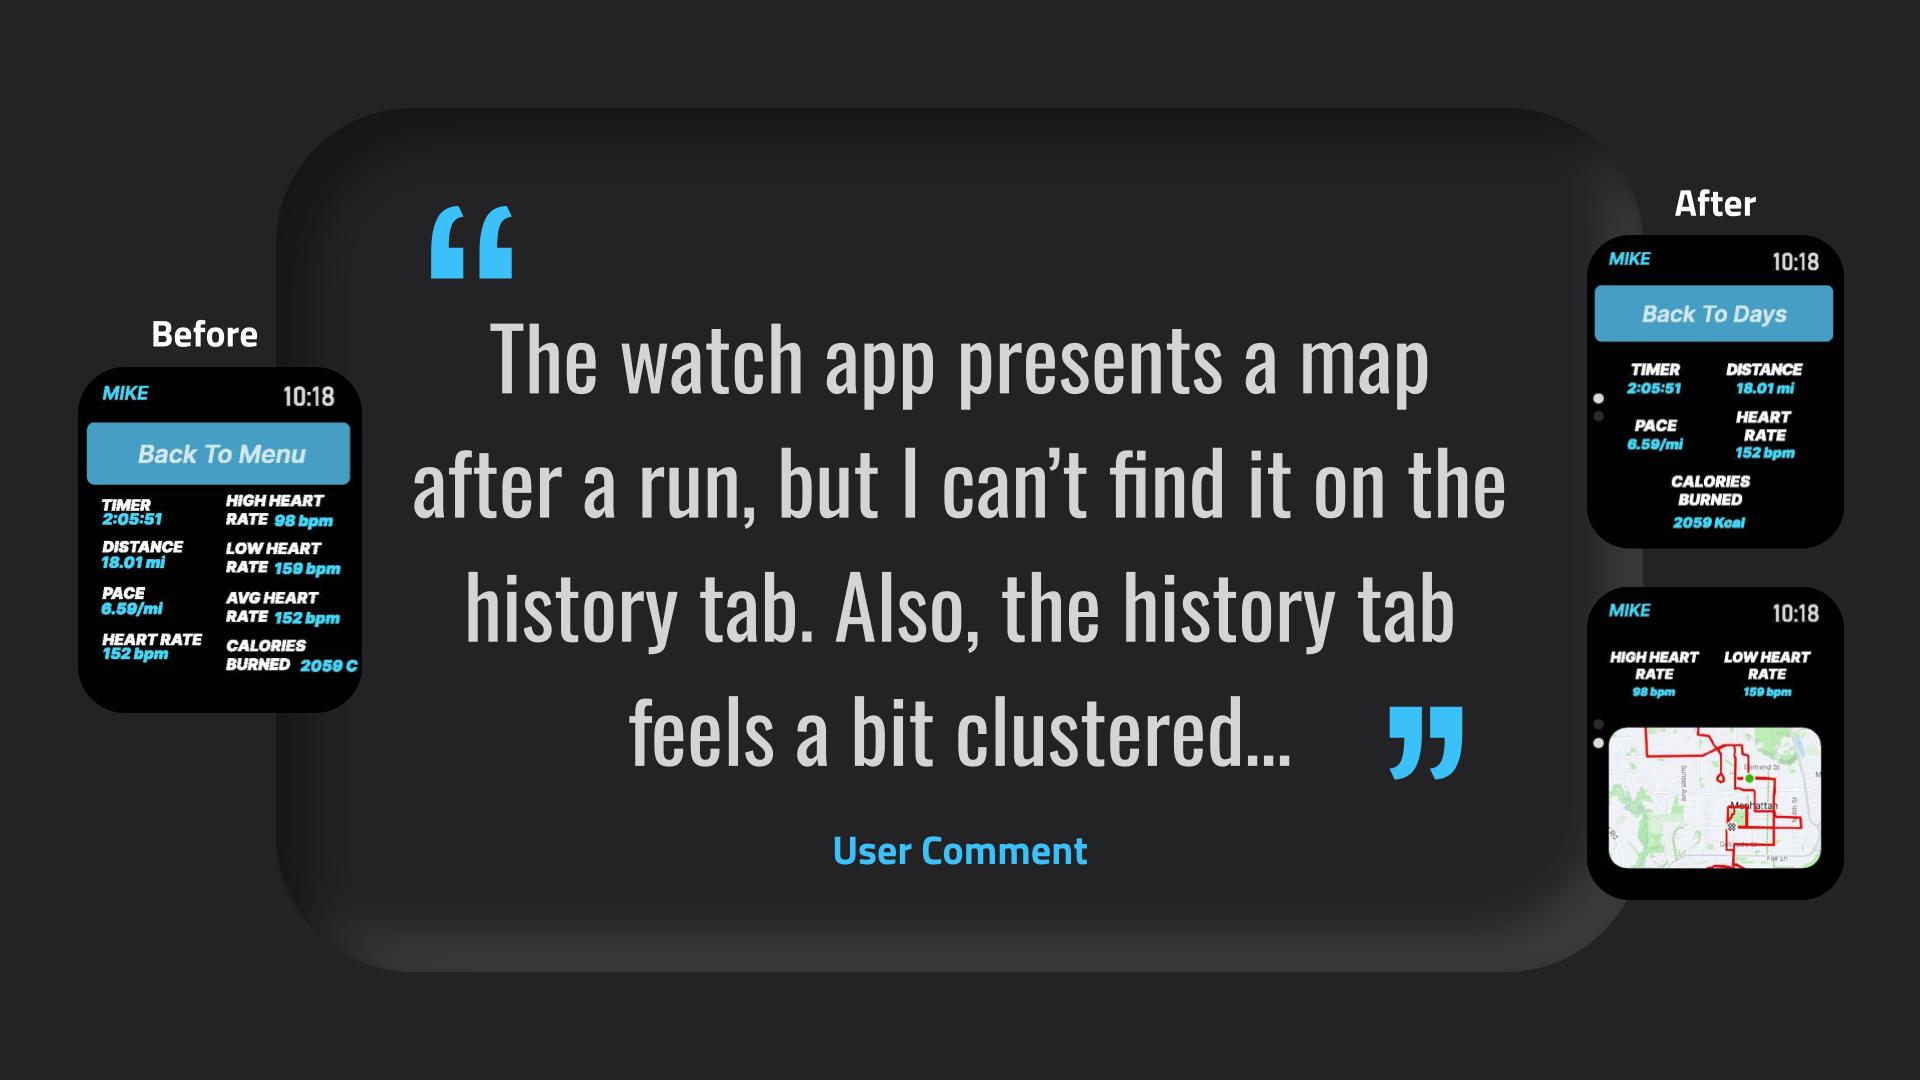 Before
MIKE 10:18
Back To Menu
TIMER
2:05:51
DISTANCE
18.01 mi
PACE
6.59/mi
HEART RATE
152 bpm
HIGH HEART
RATE 98 bpm
LOW HEART
RATE 159 bpm
AVG HEART
RATE 152 bpm
CALORIES
BURNED 2059 C
“
The watch app presents a map
after a run, but I can’t find it on the
history tab. Also, the history tab
feels a bit clustered...
”
User Comment
After
MIKE 10:18
Back To Days
TIMER
2:05:51
DISTANCE
18.01 mi
PACE
6.59/mi
HEART
RATE
152 bpm
CALORIES
BURNED
2059 Kcal
MIKE 10:18
HIGH HEART
RATE
98 bpm
LOW HEART
RATE
159 bpm
Sunset Ave
Manhattan
Fair Ln